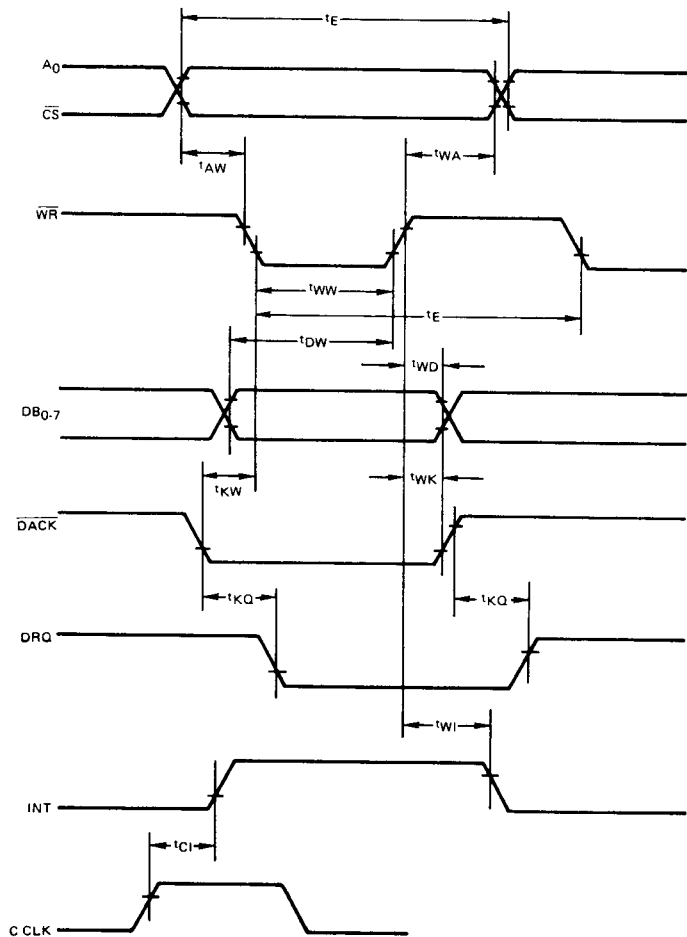 tE
A0
CS
tAW
tWA
WR
tWW
tE
tDW
tWD
DB0-7
tKW
tWK
DACK
tKQ
tKQ
DRQ
tWI
INT
tCI
C CLK